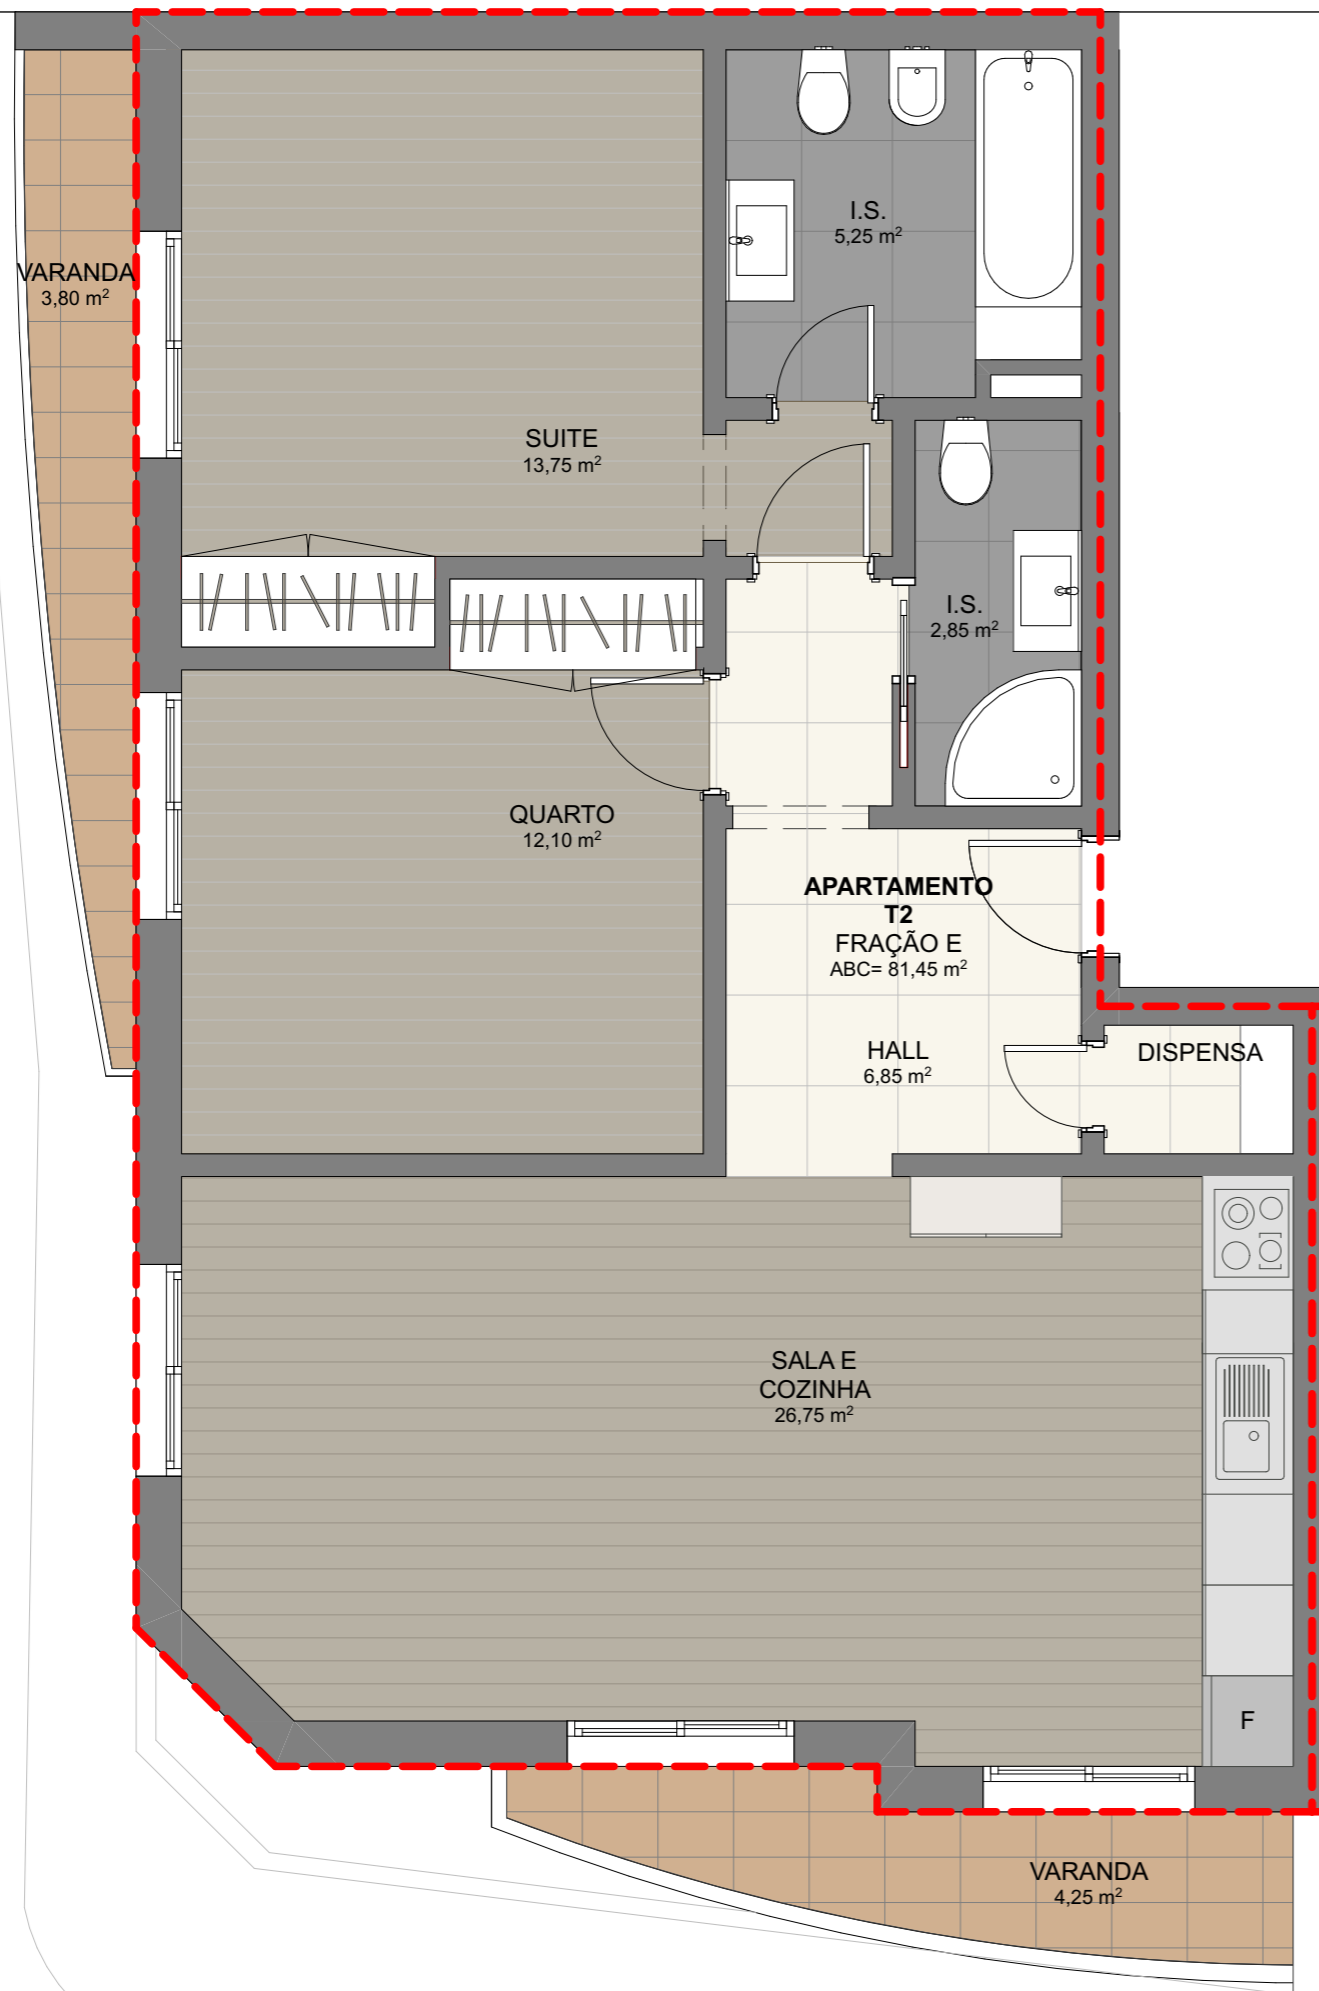 I.S.
5,25 m²
VARANDA
3,80 m²
SUITE
13,75 m²
I.S.
2,85 m²
QUARTO
12,10 m²
APARTAMENTO
T2
FRAÇÃO E
ABC= 81,45 m²
HALL
6,85 m²
DISPENSA
SALA E
COZINHA
26,75 m²
F
VARANDA
4,25 m²